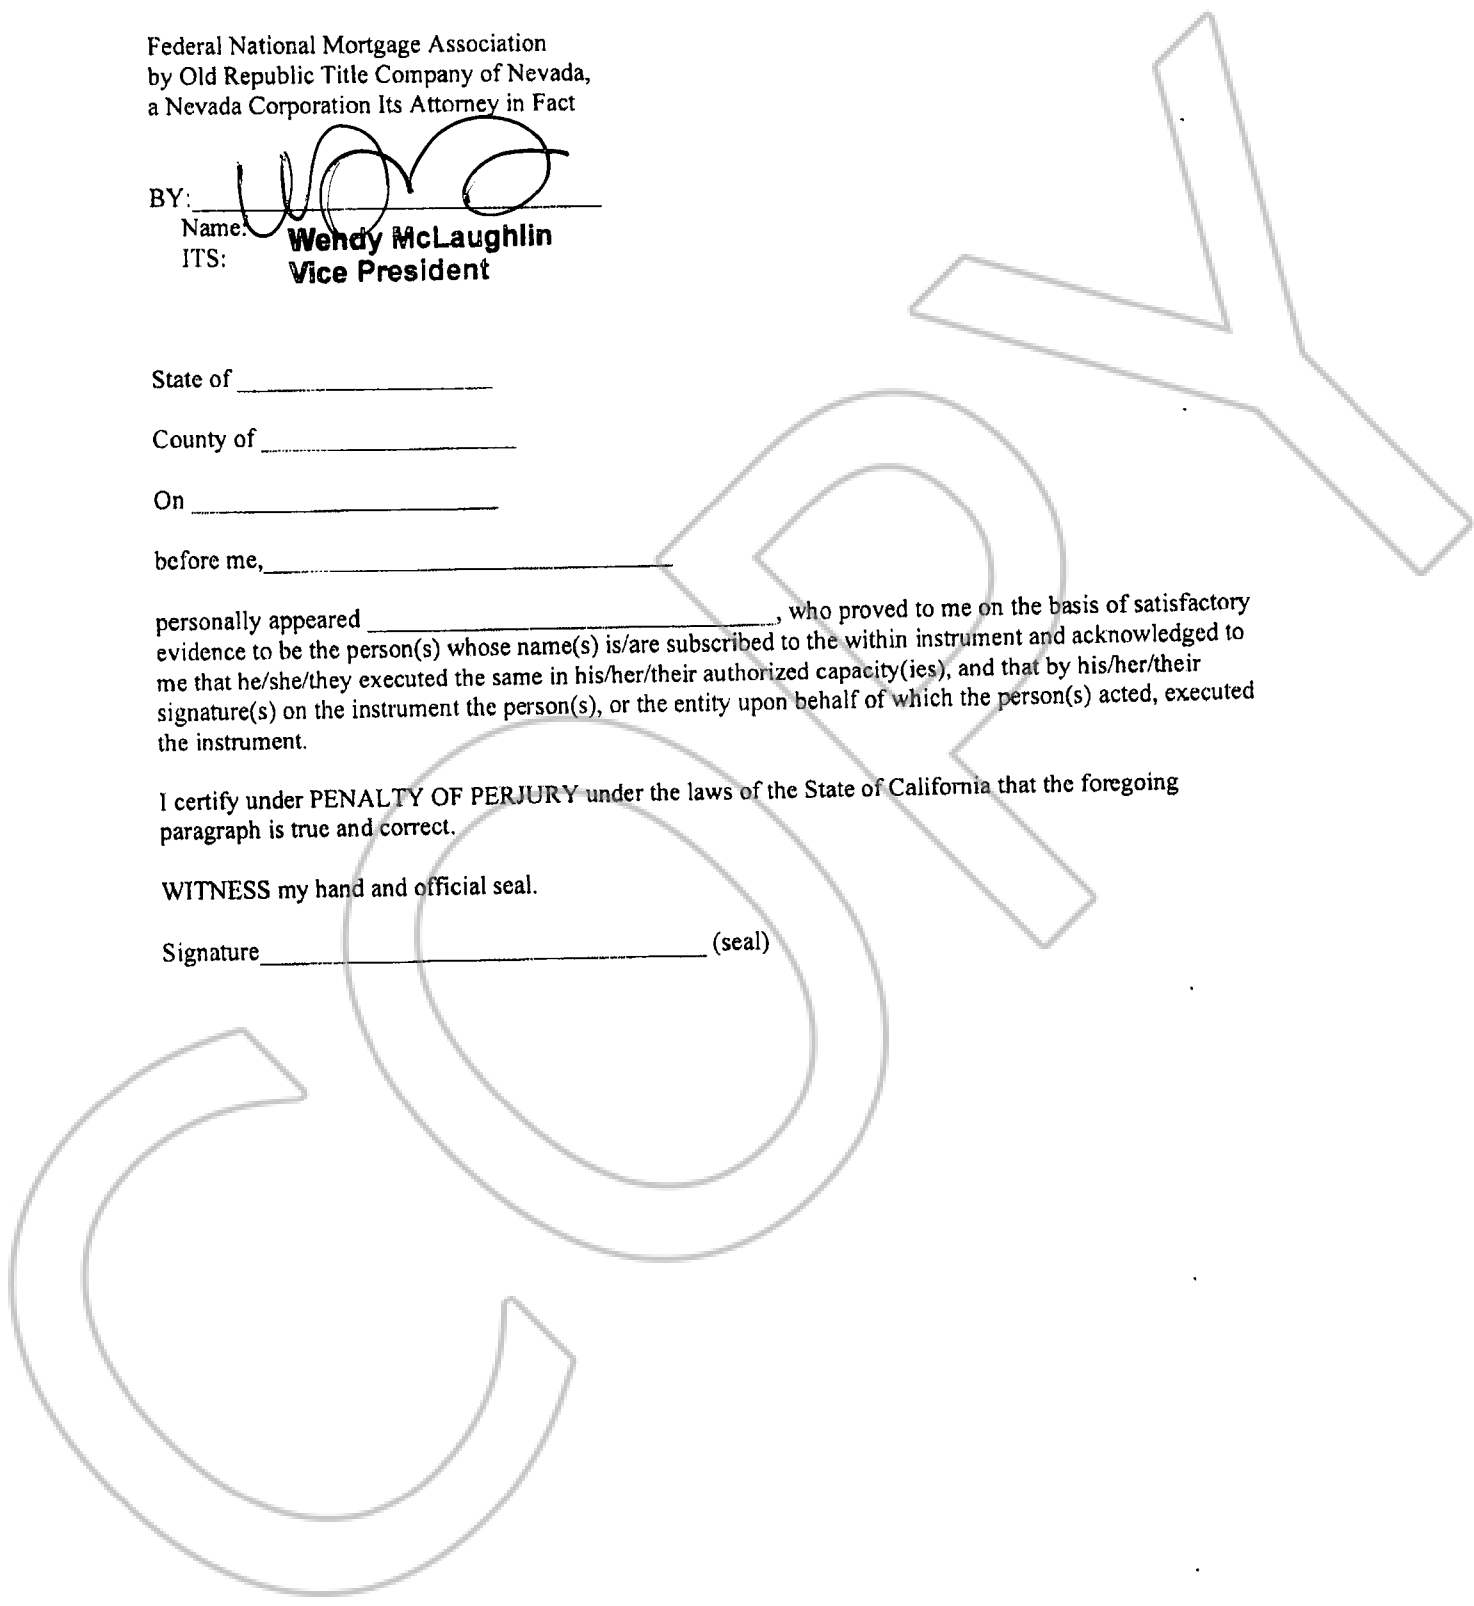 Federal National Mortgage Association
by Old Republic Title Company of Nevada,
a Nevada Corporation Its Attorney in Fact
BY:
Name: Wendy McLaughlin
ITS: Vice President
State of
County of
On
before me,
personally appeared , who proved to me on the basis of satisfactory
evidence to be the person(s) whose name(s) is/are subscribed to the within instrument and acknowledged to
me that he/she/they executed the same in his/her/their authorized capacity(ies), and that by his/her/their
signature(s) on the instrument the person(s), or the entity upon behalf of which the person(s) acted, executed
the instrument.
I certify under PENALTY OF PERJURY under the laws of the State of California that the foregoing
paragraph is true and correct.
WITNESS my hand and official seal.
Signature (seal)
COPY